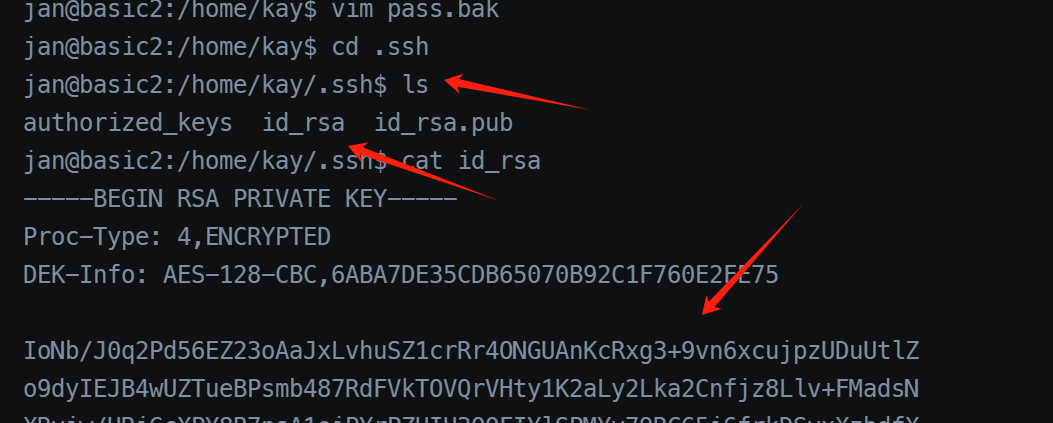 jan@basic2:/home/kay$ vim pass.bak
jan@basic2:/home/kay$ cd .ssh
jan@basic2:/home/kay/.ssh$ ls
authorized_keys  id_rsa  id_rsa.pub
jan@basic2:/home/kay/.ssh$ cat id_rsa
-----BEGIN RSA PRIVATE KEY-----
Proc-Type: 4,ENCRYPTED
DEK-Info: AES-128-CBC,6ABA7DE35CDB65070B92C1F760E2FE75

IoNb/J0q2Pd56EZ23oAaJxLvhuSZ1crRr4ONGUAnKcRxg3+9vn6xcujpzUDuUtlZ
o9dyIEJB4wUZTueBPsmb487RdFVkTOVQrVHty1K2aLy2Lka2Cnfjz8Llv+FMadsN